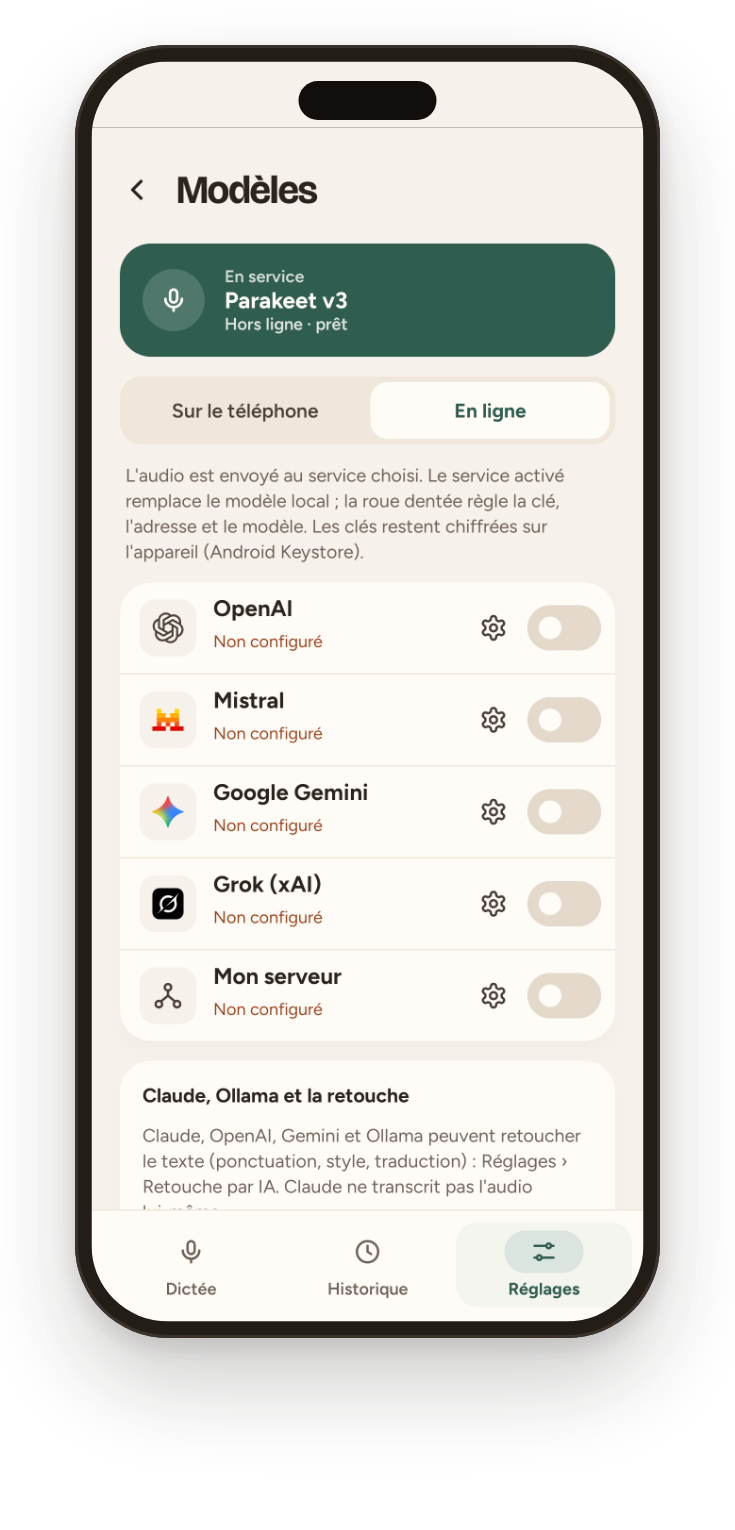 Modèles
En service
Parakeet v3
Hors ligne · prêt
Sur le téléphone
En ligne
L'audio est envoyé au service choisi. Le service activé
remplace le modèle local ; la roue dentée règle la clé,
l'adresse et le modèle. Les clés restent chiffrées sur
l'appareil (Android Keystore).
OpenAI
Non configuré
Mistral
Non configuré
Google Gemini
Non configuré
Grok (xAI)
Non configuré
Mon serveur
Non configuré
Claude, Ollama et la retouche
Claude, OpenAI, Gemini et Ollama peuvent retoucher
le texte (ponctuation, style, traduction) : Réglages ›
Retouche par IA. Claude ne transcrit pas l'audio
Dictée
Historique
Réglages